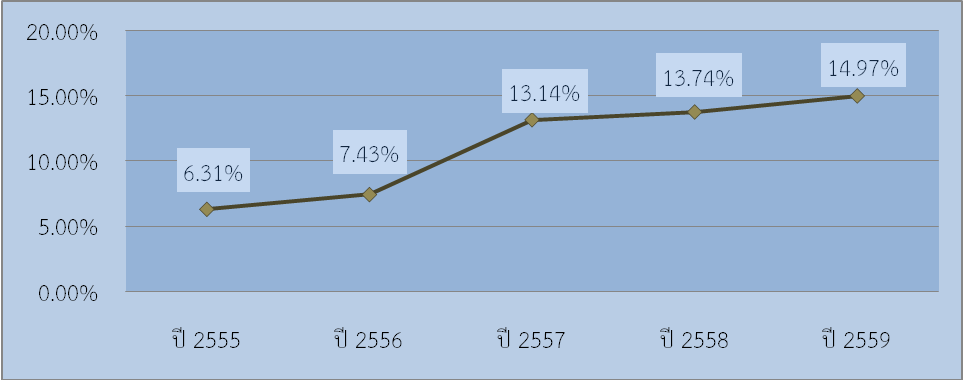 20.00%
15.00%
10.00%
5.00%
0.00%
6.31%
7.43%
13.14%
13.74%
14.97%
ปี 2555
ปี 2556
ปี 2557
ปี 2558
ปี 2559